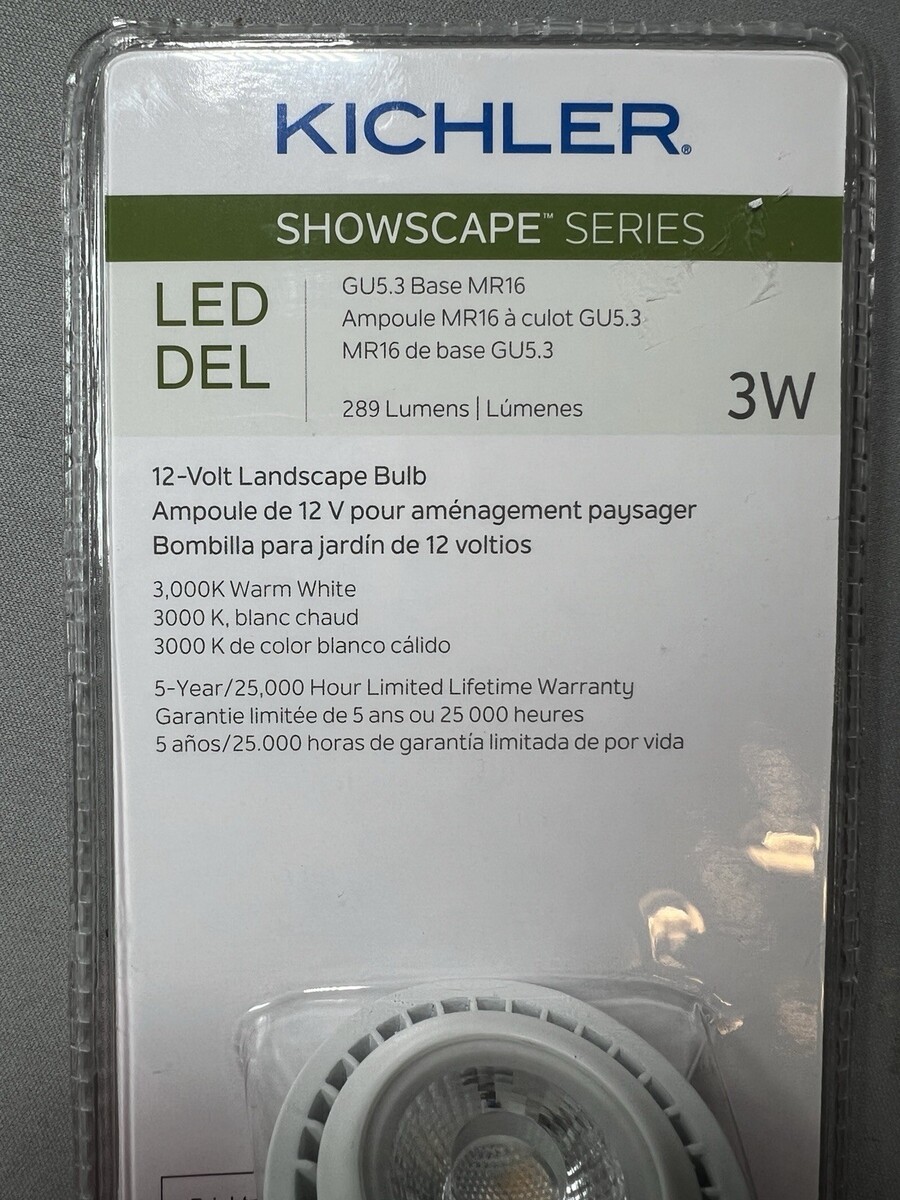 KICHLER®
SHOWSCAPE™ SERIES
LED
DEL
GU5.3 Base MR16
Ampoule MR16 à culot GU5.3
MR16 de base GU5.3
289 Lumens | Lúmenes
3W
12-Volt Landscape Bulb
Ampoule de 12 V pour aménagement paysager
Bombilla para jardín de 12 voltios
3,000K Warm White
3000 K, blanc chaud
3000 K de color blanco cálido
5-Year/25,000 Hour Limited Lifetime Warranty
Garantie limitée de 5 ans ou 25 000 heures
5 años/25.000 horas de garantía limitada de por vida